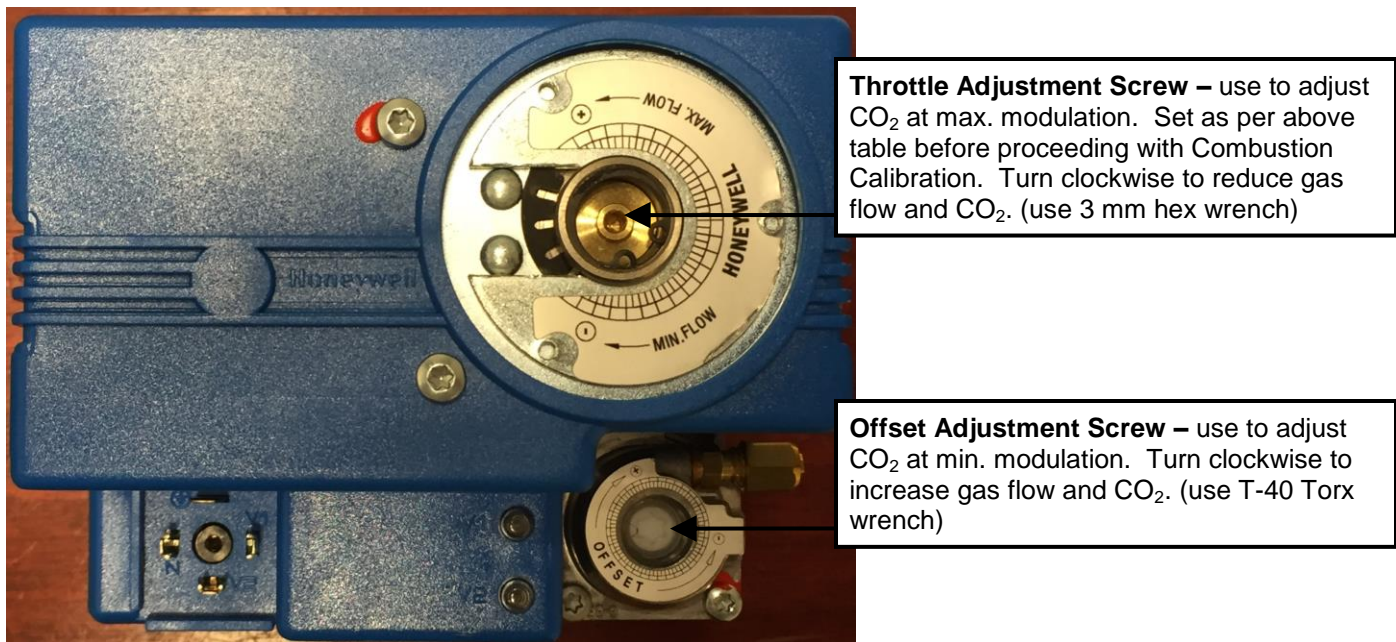 MAX. FLOW
HONEYWELL
MIN. FLOW
Honeywell
OFFSET
N
V1
V2
Throttle Adjustment Screw – use to adjust
CO₂ at max. modulation.  Set as per above
table before proceeding with Combustion
Calibration.  Turn clockwise to reduce gas
flow and CO₂. (use 3 mm hex wrench)
Offset Adjustment Screw – use to adjust
CO₂ at min. modulation.  Turn clockwise to
increase gas flow and CO₂. (use T-40 Torx
wrench)